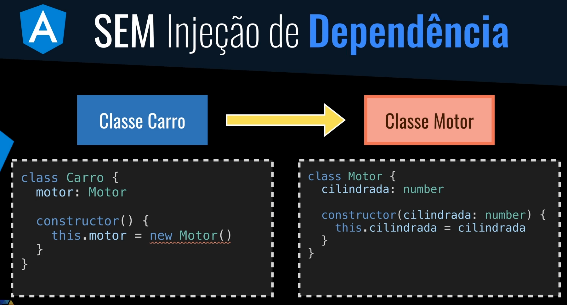 A
SEM Injeção de Dependência
Classe Carro
Classe Motor
class Carro {
  motor: Motor

  constructor() {
    this.motor = new Motor()
  }
}
class Motor {
  cilindrada: number

  constructor(cilindrada: number) {
    this.cilindrada = cilindrada
  }
}